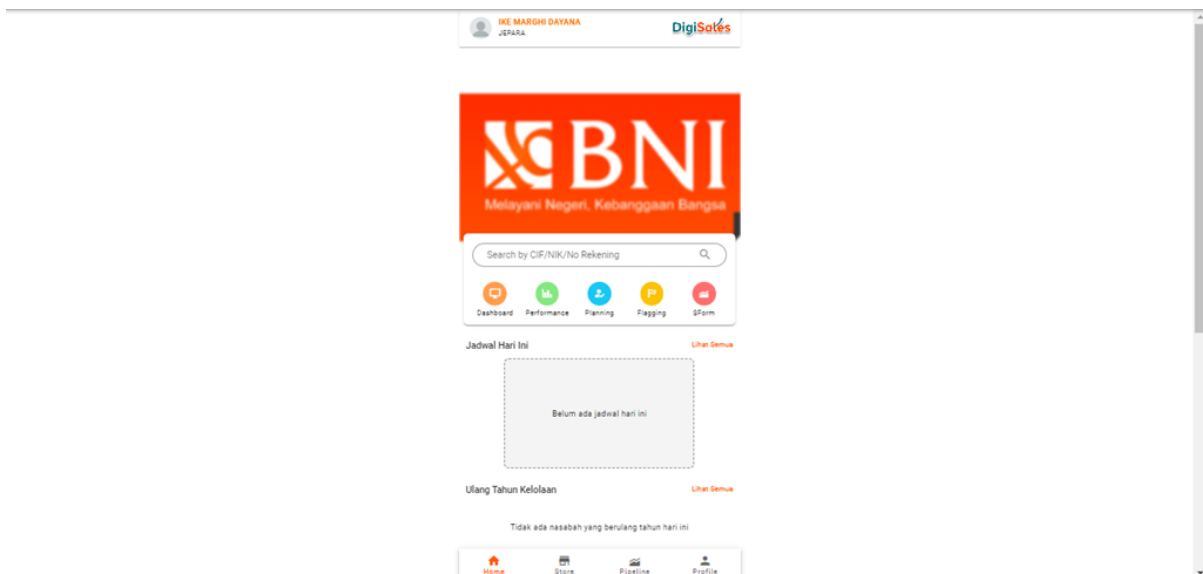 IKE MARGHI DAYANA
JEPARA
DigiSales
BNI
Melayani Negeri, Kebanggaan Bangsa
Search by CIF/NIK/No Rekening
Dashboard Performance Planning Flagging
Jadwal Hari Ini Lihat Semua
Belum ada jadwal hari ini
Ulang Tahun Kelolaan Lihat Semua
Tidak ada nasabah yang berulang tahun hari ini
Home Store Pipeline Profile